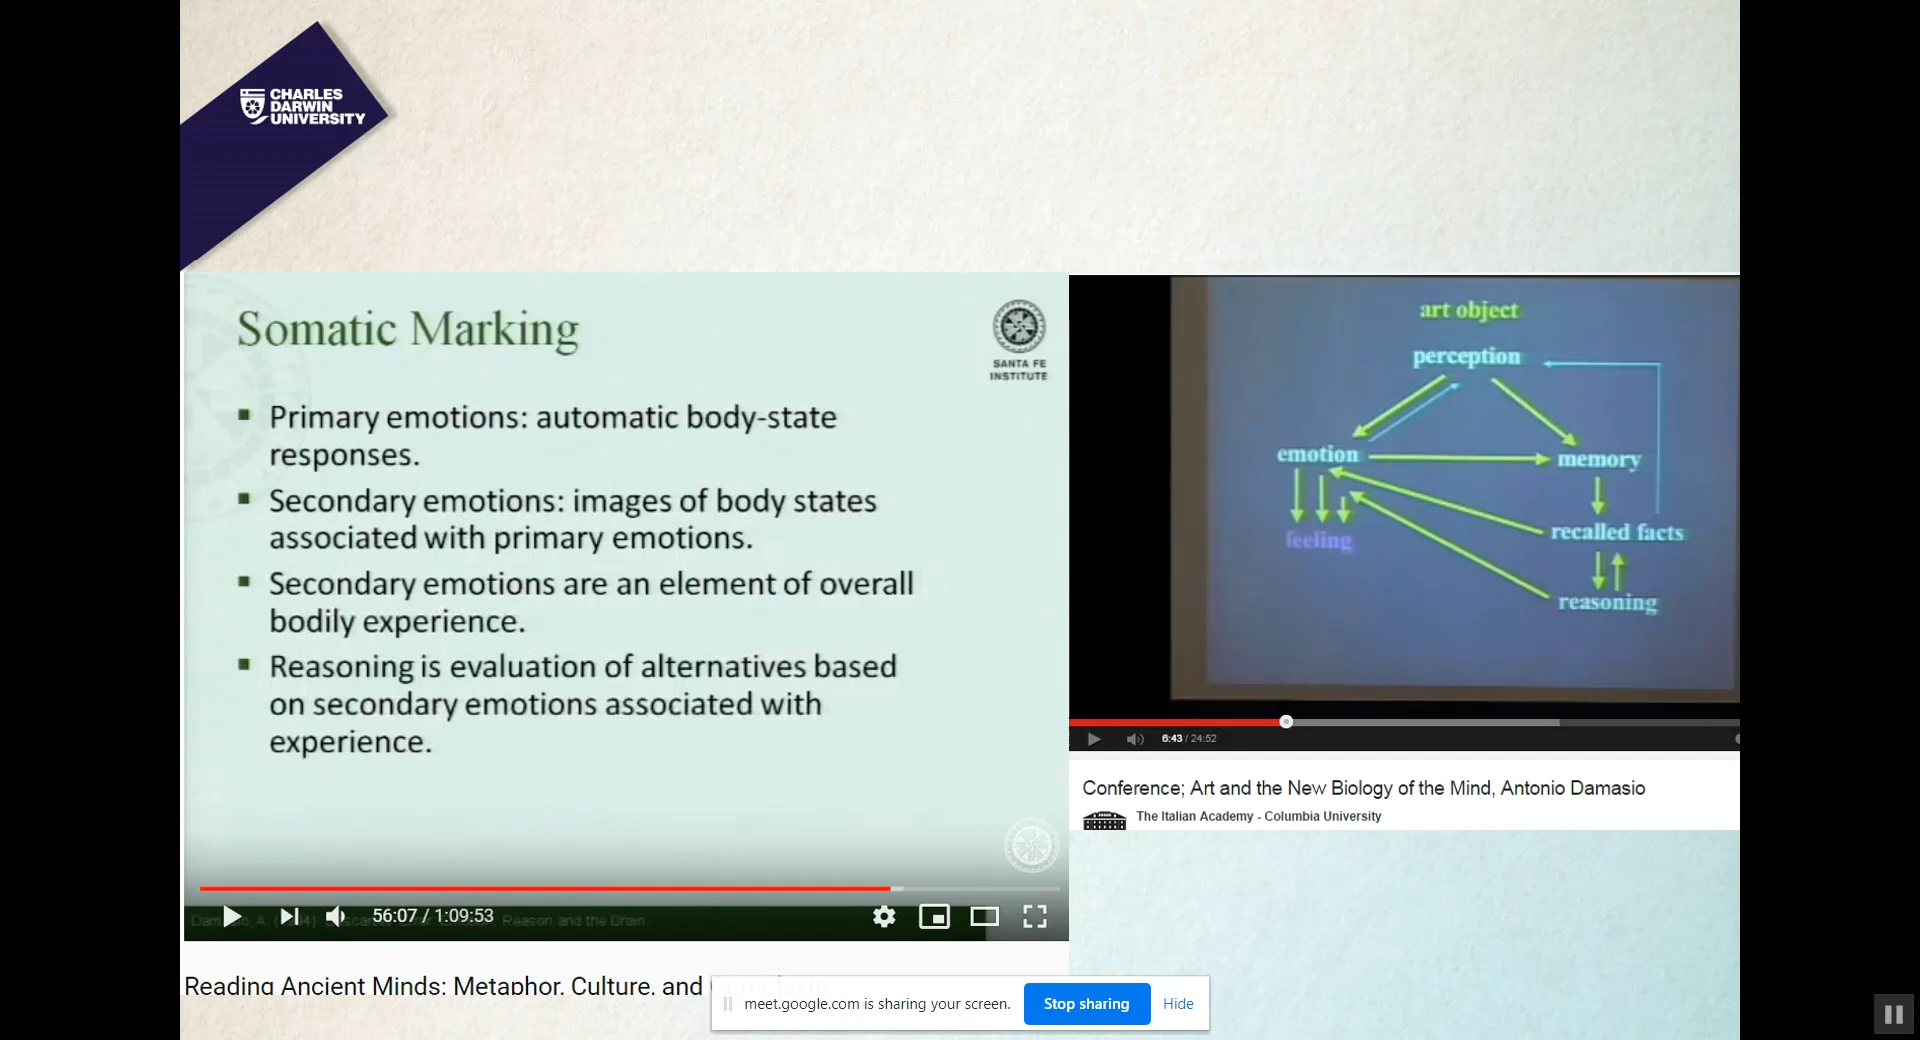 CHARLES
DARWIN
UNIVERSITY
Somatic Marking
SANTA FE
INSTITUTE
▪ Primary emotions: automatic body-state
responses.
▪ Secondary emotions: images of body states
associated with primary emotions.
▪ Secondary emotions are an element of overall
bodily experience.
▪ Reasoning is evaluation of alternatives based
on secondary emotions associated with
experience.
56:07 / 1:09:53
Reason and the Brain
Reading Ancient Minds: Metaphor, Culture, and
art object
perception
emotion
memory
feeling
recalled facts
reasoning
6:43 / 24:52
Conference; Art and the New Biology of the Mind, Antonio Damasio
The Italian Academy - Columbia University
meet.google.com is sharing your screen.
Stop sharing
Hide